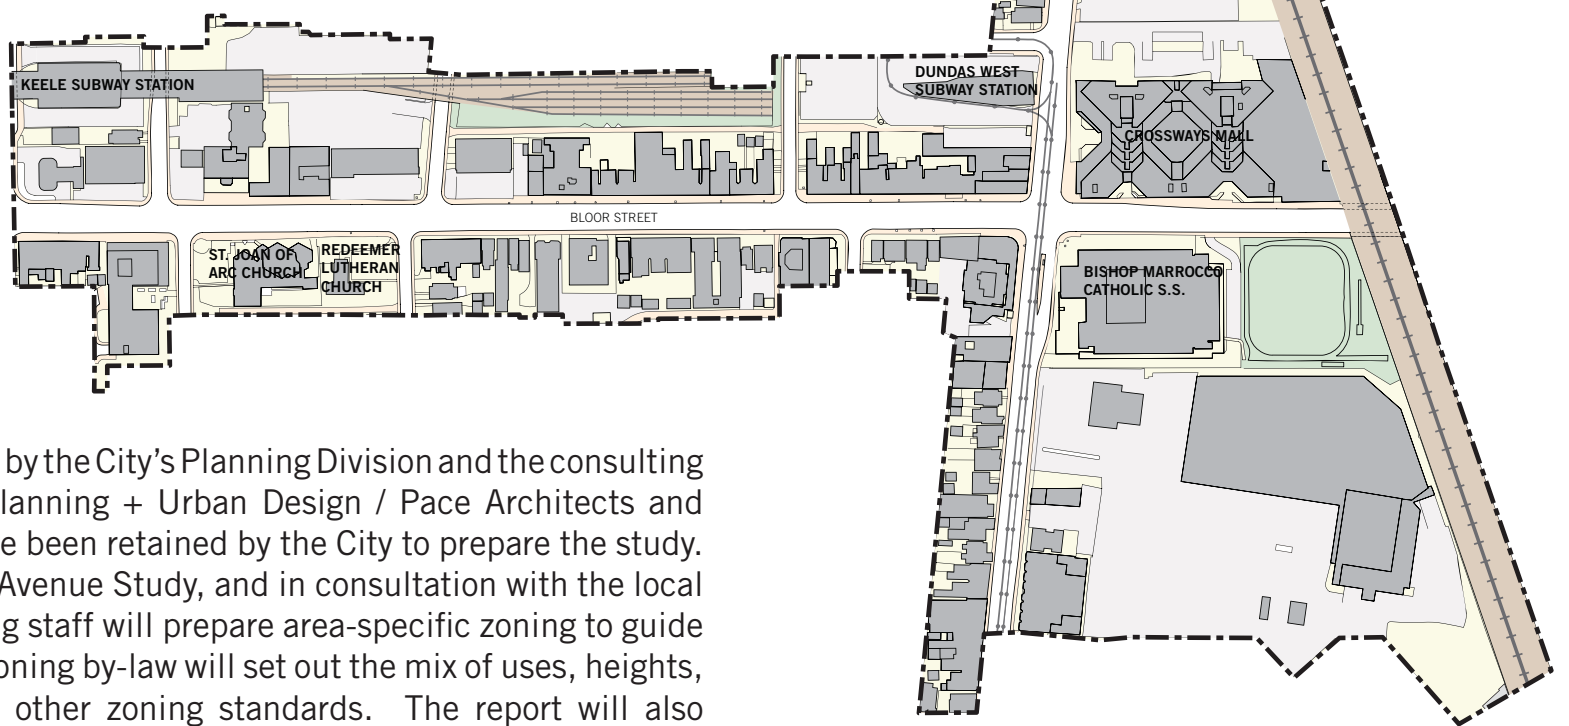 KEELE SUBWAY STATION
DUNDAS WEST
SUBWAY STATION
CROSSWAYS MALL
BLOOR STREET
ST. JOAN OF
ARC CHURCH
REDEEMER
LUTHERAN
CHURCH
BISHOP MARROCCO
CATHOLIC S.S.
by the City's Planning Division and the consulting
lanning + Urban Design / Pace Architects and
e been retained by the City to prepare the study.
Avenue Study, and in consultation with the local
g staff will prepare area-specific zoning to guide
oning by-law will set out the mix of uses, heights,
other zoning standards. The report will also